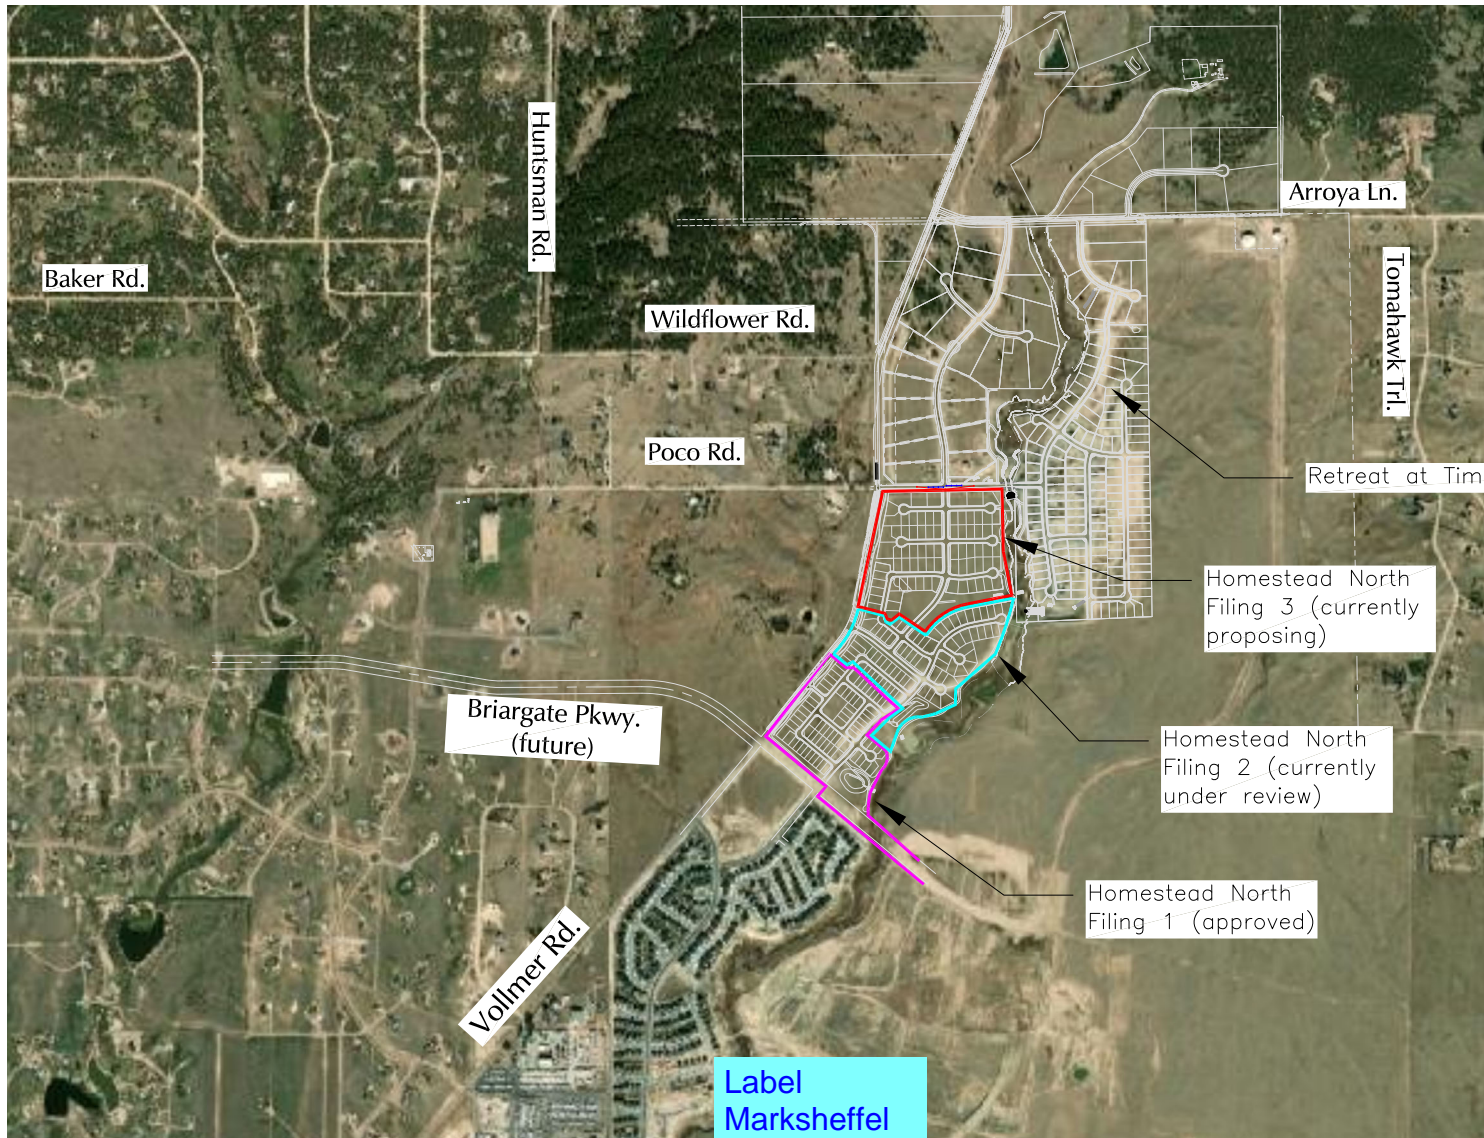 Huntsman Rd.
Arroya Ln.
Baker Rd.
Tomahawk Trl.
Wildflower Rd.
Poco Rd.
Retreat at Tim
Homestead North
Filing 3 (currently
proposing)
Briargate Pkwy.
(future)
Homestead North
Filing 2 (currently
under review)
Homestead North
Filing 1 (approved)
Vollmer Rd.
Label
Marksheffel